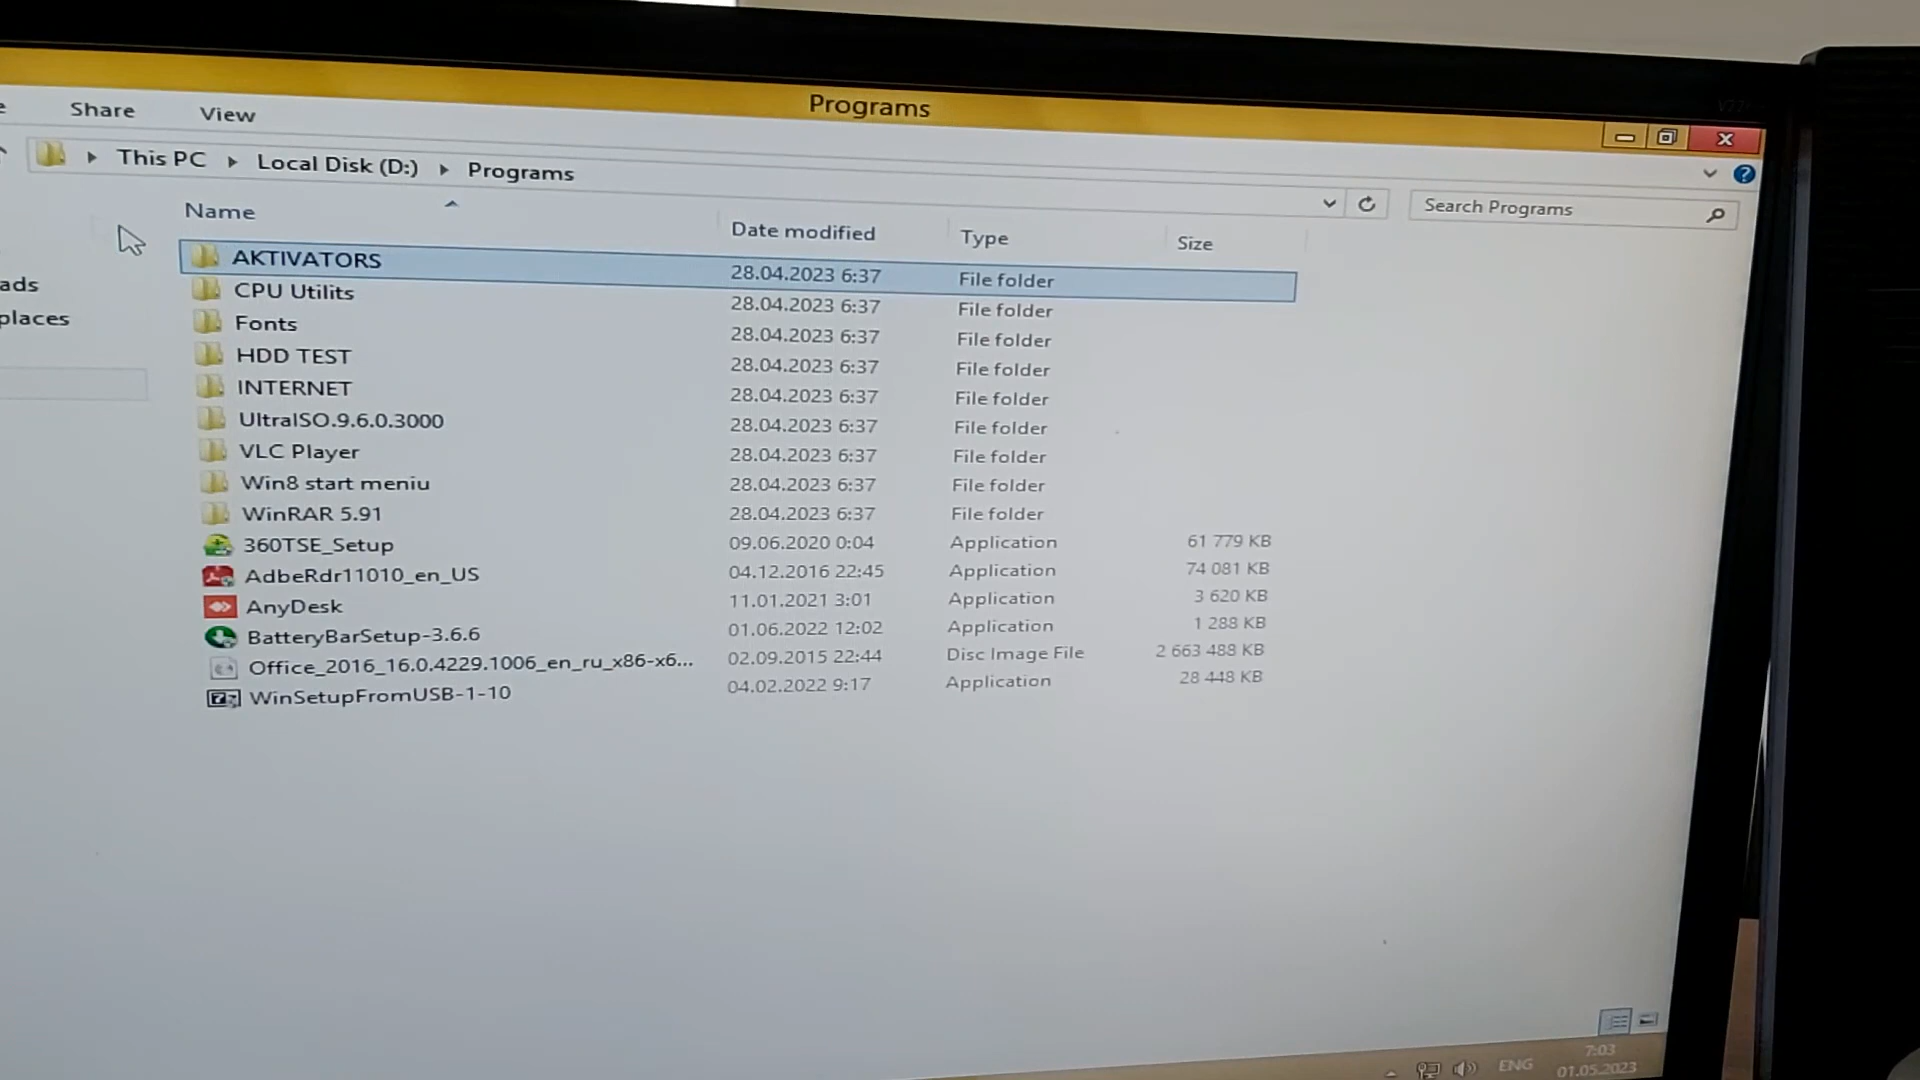 Programs
Share View
This PC Local Disk (D:) Programs
Search Programs
Name Date modified Type Size
AKTIVATORS 28.04.2023 6:37 File folder
CPU Utilits 28.04.2023 6:37 File folder
Fonts 28.04.2023 6:37 File folder
HDD TEST 28.04.2023 6:37 File folder
INTERNET 28.04.2023 6:37 File folder
UltraISO.9.6.0.3000 28.04.2023 6:37 File folder
VLC Player 28.04.2023 6:37 File folder
Win8 start meniu 28.04.2023 6:37 File folder
WinRAR 5.91 28.04.2023 6:37 File folder
360TSE_Setup 09.06.2020 0:04 Application 61 779 KB
AdbeRdr11010_en_US 04.12.2016 22:45 Application 74 081 KB
AnyDesk 11.01.2021 3:01 Application 3 620 KB
BatteryBarSetup-3.6.6 01.06.2022 12:02 Application 1 288 KB
Office_2016_16.0.4229.1006_en_ru_x86-x6... 02.09.2015 22:44 Disc Image File 2 663 488 KB
WinSetupFromUSB-1-10 04.02.2022 9:17 Application 28 448 KB
ads
places
ENG 7:03
01.05.2023